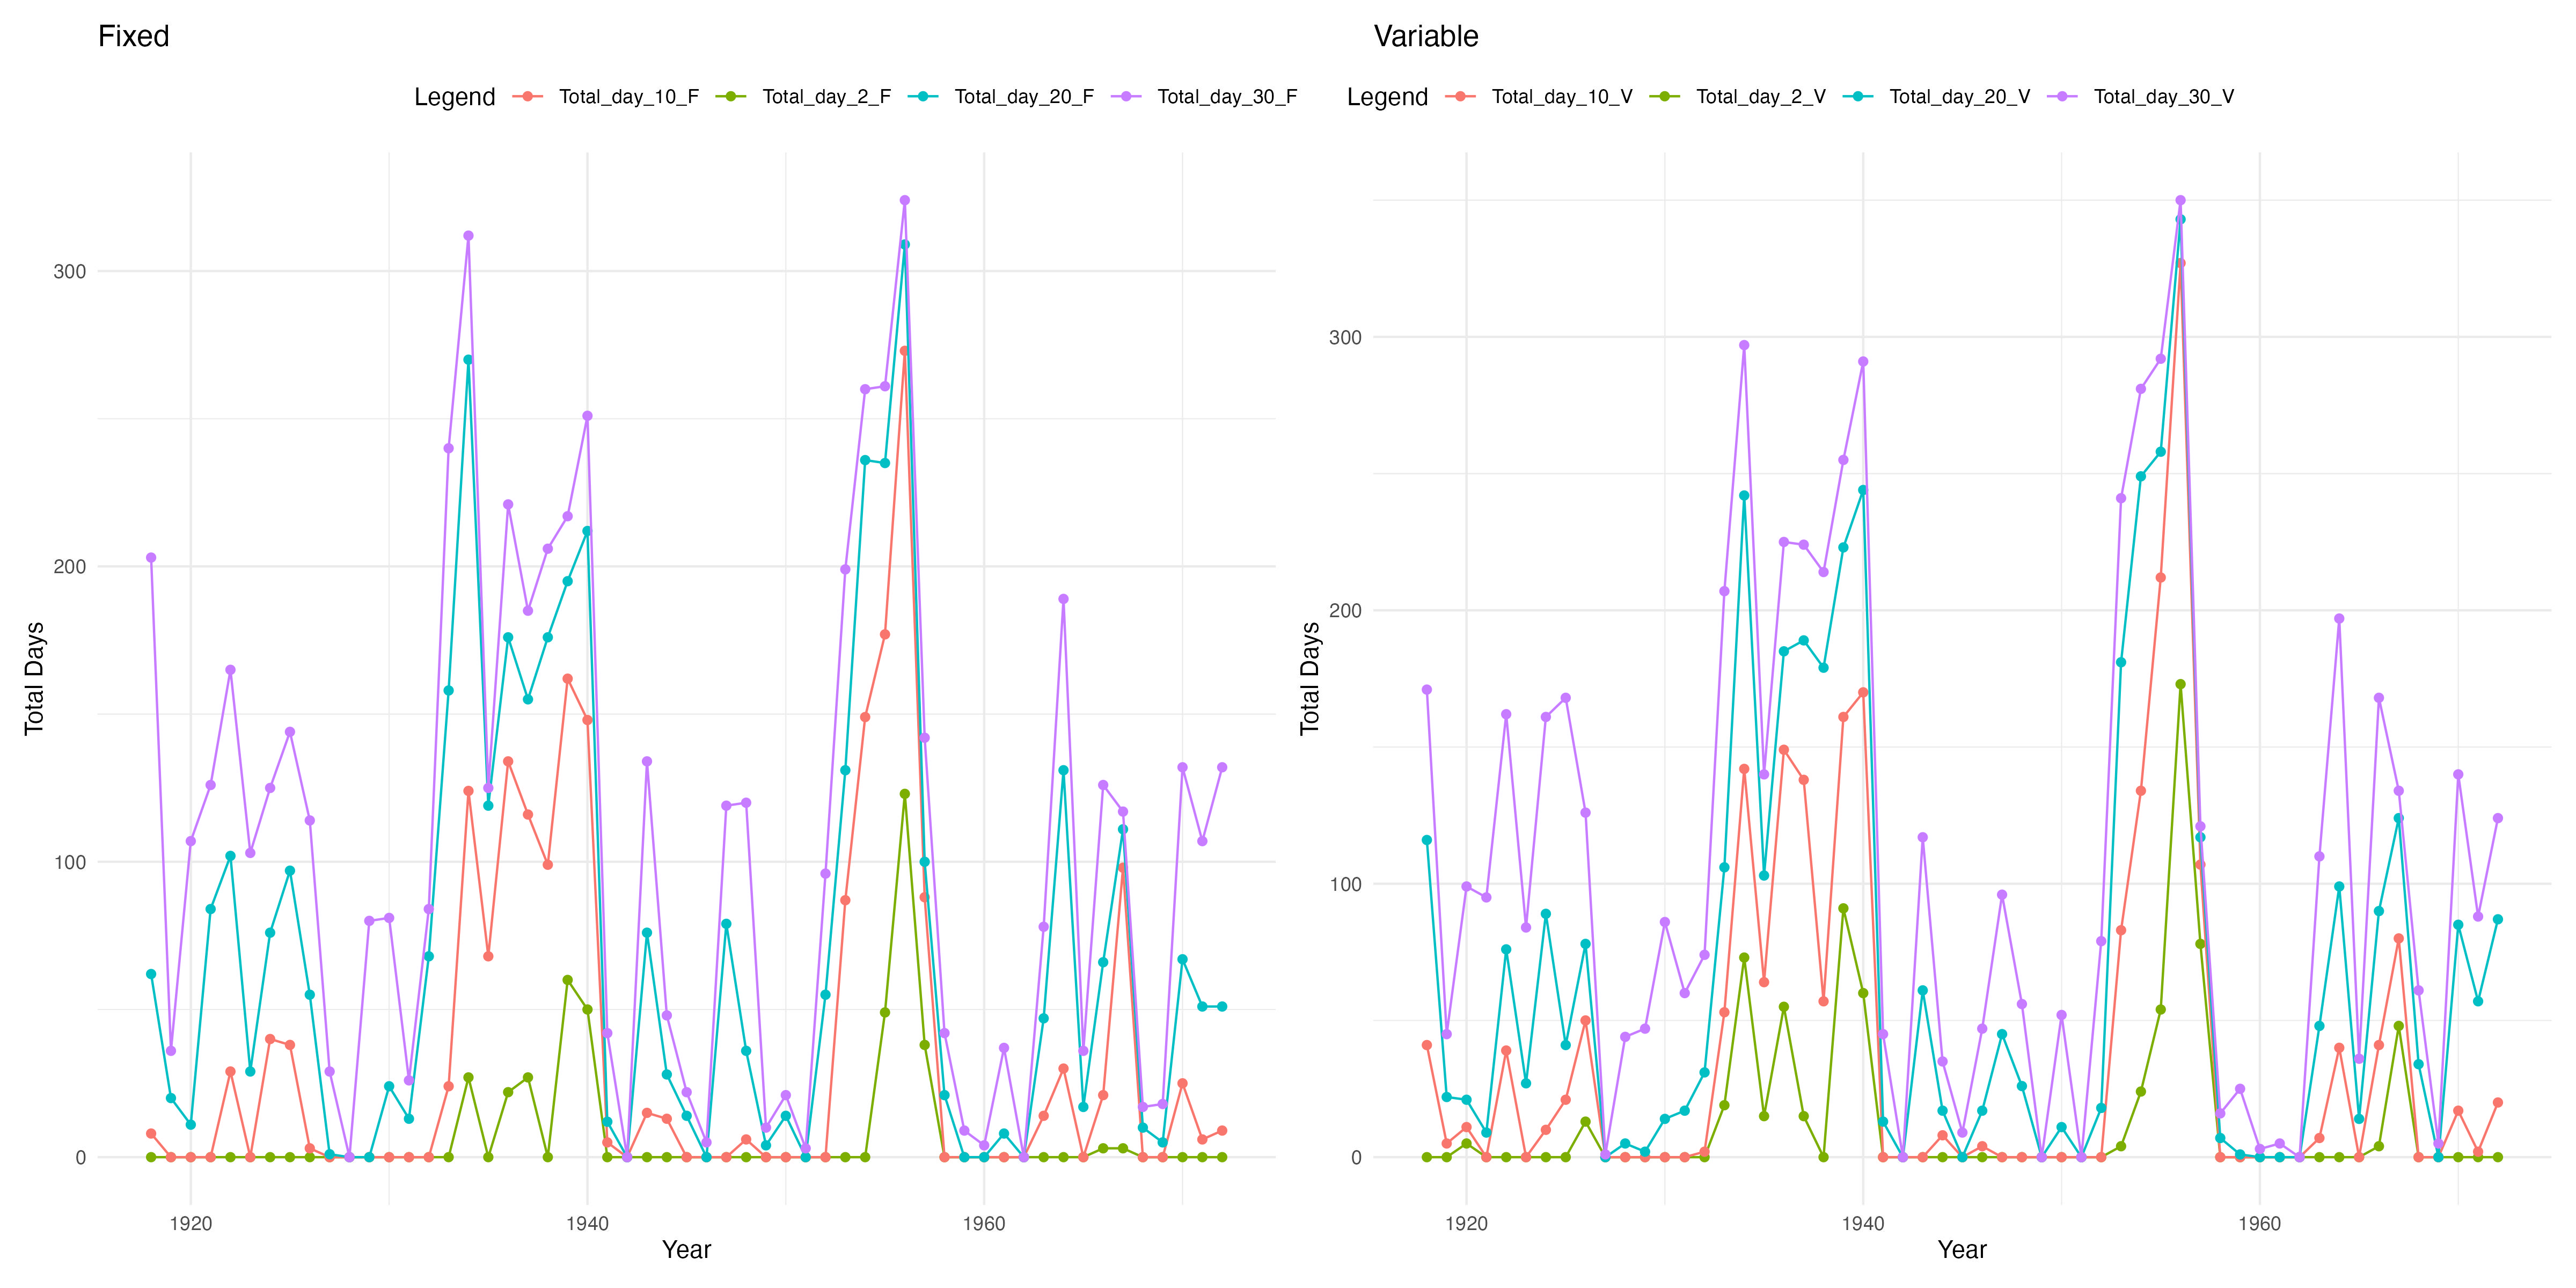 Fixed
Legend Total_day_10_F Total_day_2_F Total_day_20_F Total_day_30_F
Total Days
300
200
100
0
1920 1940 1960
Year
Variable
Legend Total_day_10_V Total_day_2_V Total_day_20_V Total_day_30_V
Total Days
300
200
100
0
1920 1940 1960
Year